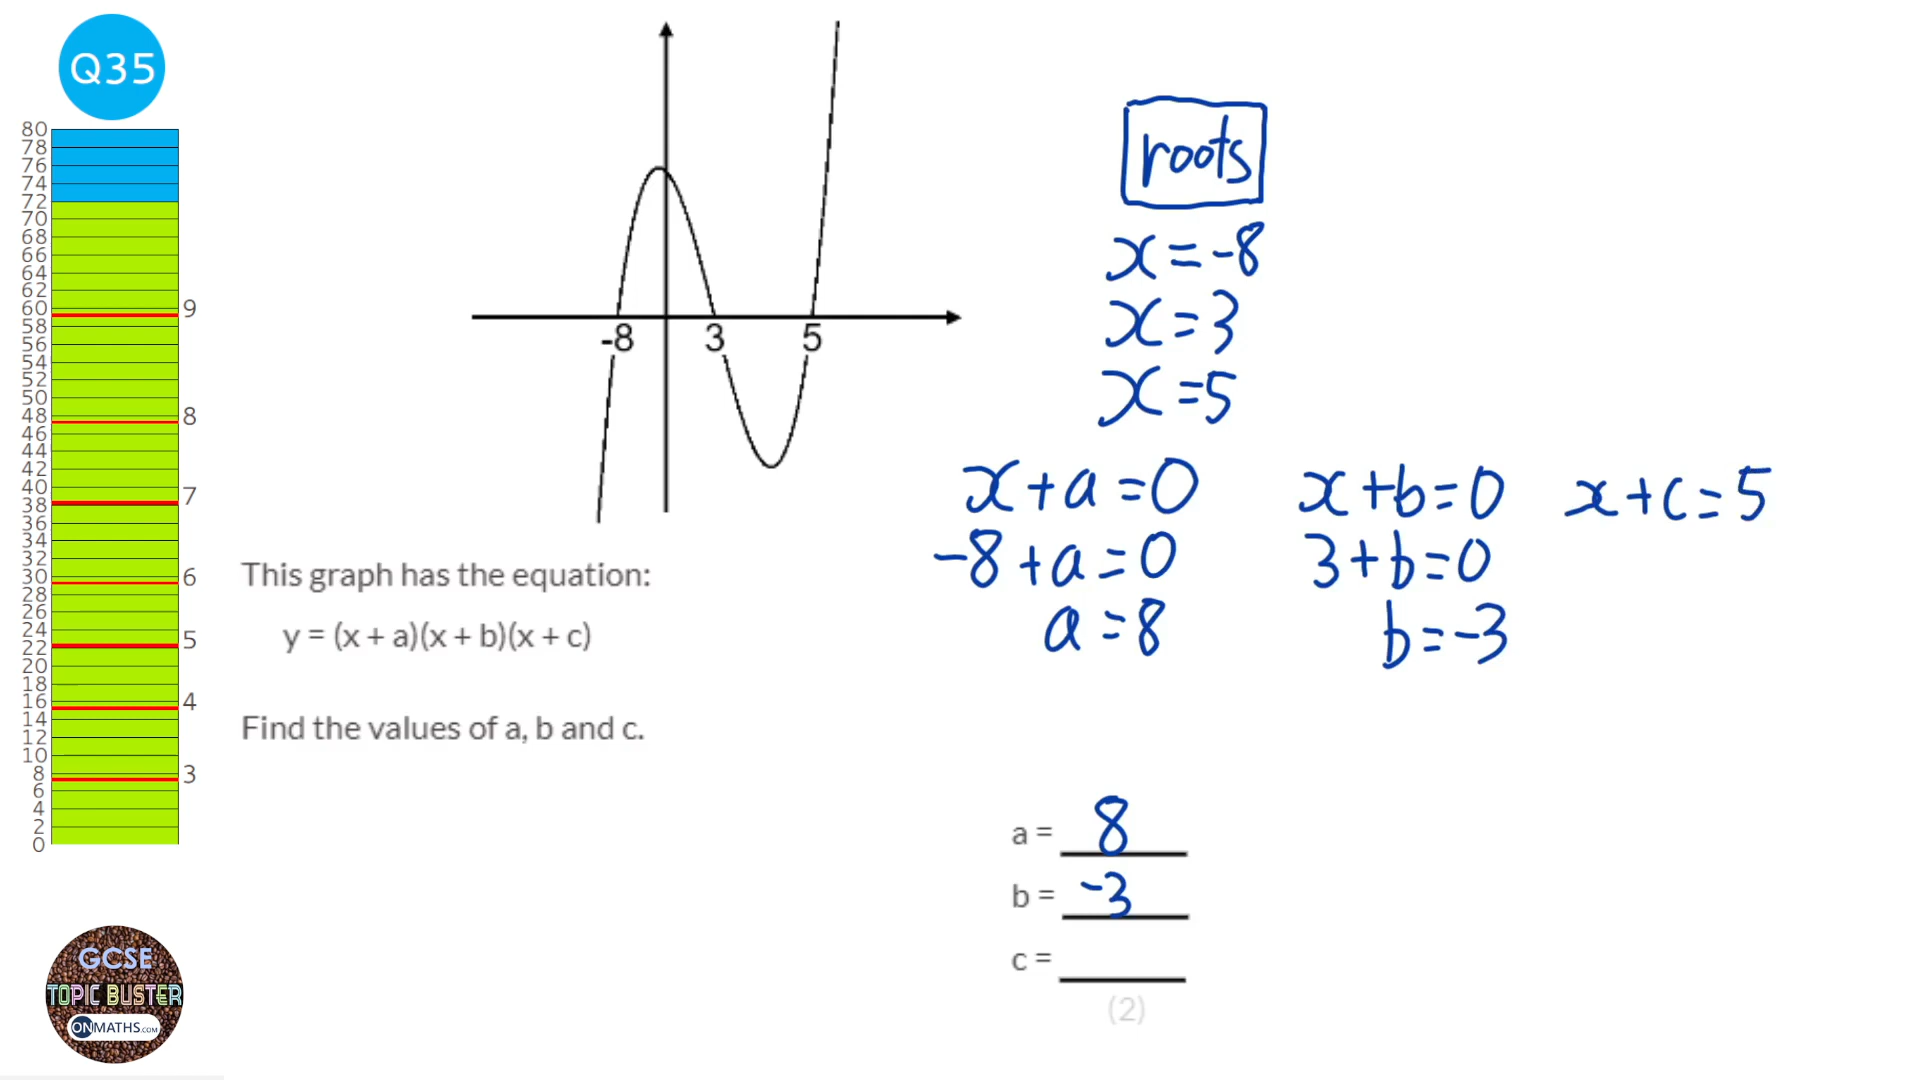 Q35
80
78
76
74
72
70
68
66
64
62
60
58
56
54
52
50
48
46
44
42
40
38
36
34
32
30
28
26
24
22
20
18
16
14
12
10
8
6
4
2
0
9
8
7
6
5
4
3
-8 3 5
This graph has the equation:
y = (x + a)(x + b)(x + c)
Find the values of a, b and c.
roots
x = -8
x = 3
x = 5
x + a = 0
-8 + a = 0
a = 8
x + b = 0
3 + b = 0
b = -3
x + c = 5
a = 8
b = -3
c =
(2)
GCSE
TOPIC BUSTER
ONMATHS.COM